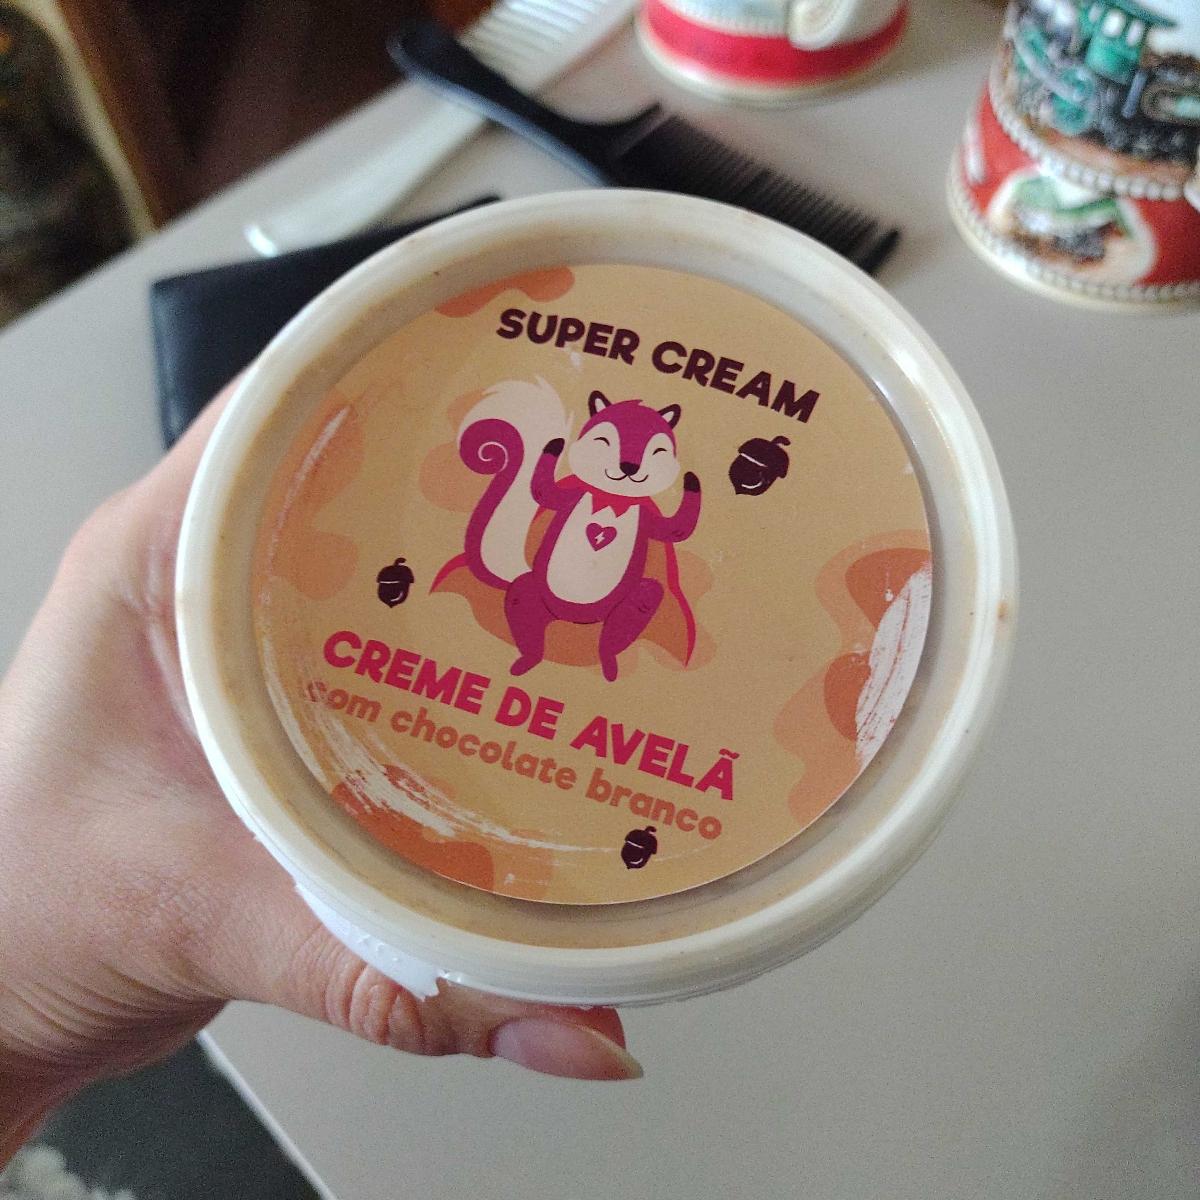 SUPER CREAM
CREME DE AVELÃ
com chocolate branco